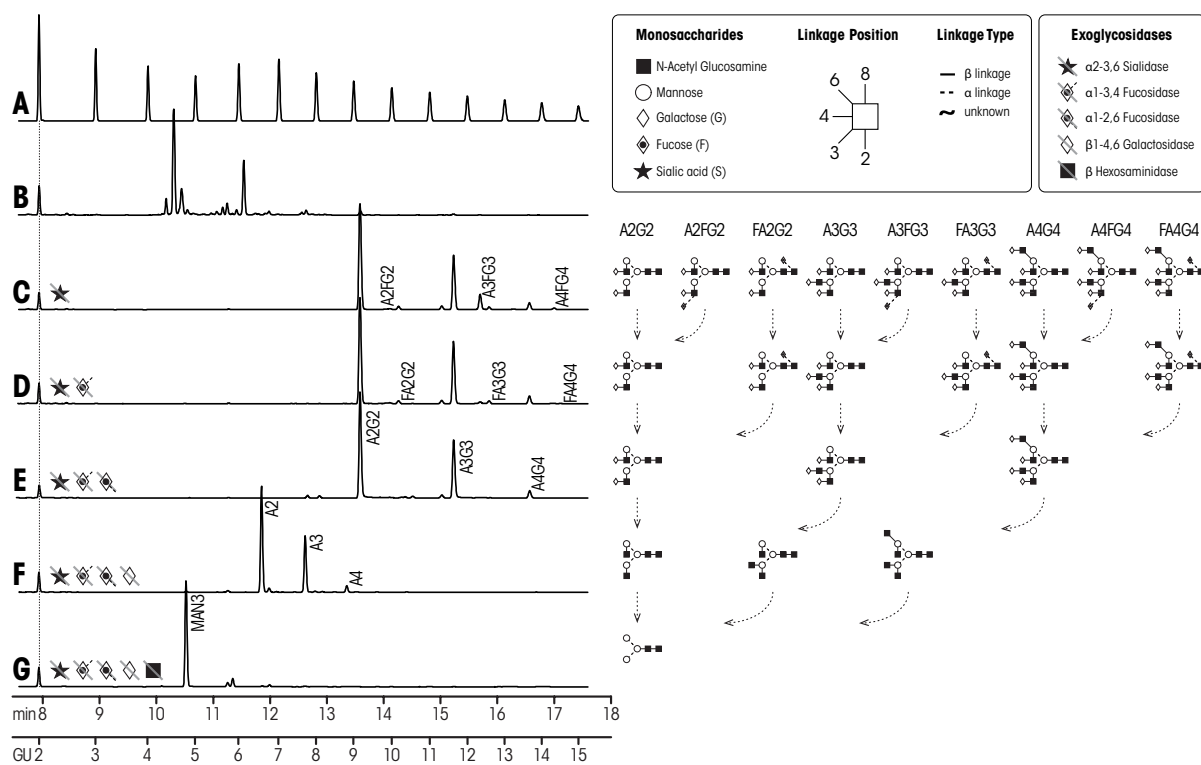 Monosaccharides
N-Acetyl Glucosamine
Mannose
Galactose (G)
Fucose (F)
Sialic acid (S)
Linkage Position
6 8
4
3 2
Linkage Type
β linkage
α linkage
unknown
Exoglycosidases
α2-3,6 Sialidase
α1-3,4 Fucosidase
α1-2,6 Fucosidase
β1-4,6 Galactosidase
β Hexosaminidase
A
B
C
A2FG2
A3FG3
A4FG4
D
FA2G2
FA3G3
FA4G4
E
A2G2
A3G3
A4G4
F
A2
A3
A4
G
MAN3
min 8 9 10 11 12 13 14 15 16 17 18
GU 2 3 4 5 6 7 8 9 10 11 12 13 14 15
A2G2 A2FG2 FA2G2 A3G3 A3FG3 FA3G3 A4G4 A4FG4 FA4G4